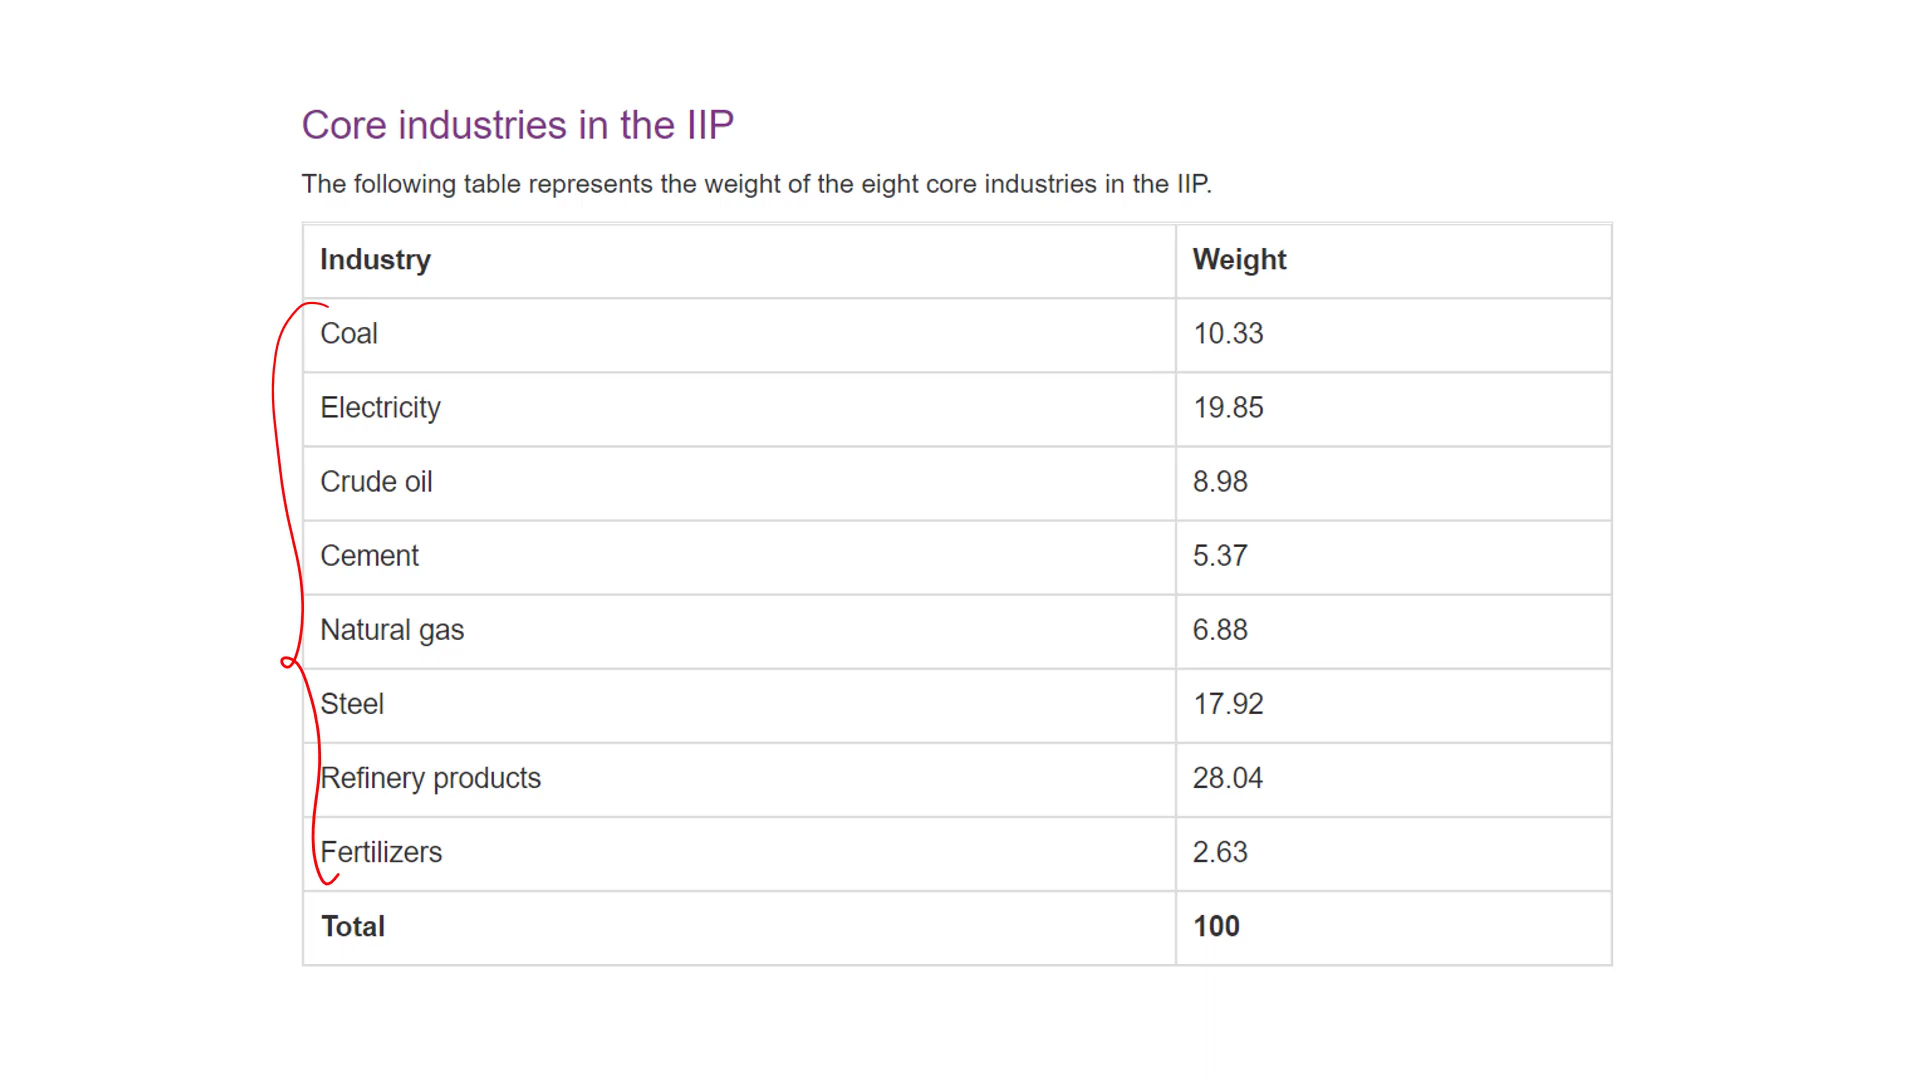 Core industries in the IIP
The following table represents the weight of the eight core industries in the IIP.
Industry Weight
Coal 10.33
Electricity 19.85
Crude oil 8.98
Cement 5.37
Natural gas 6.88
Steel 17.92
Refinery products 28.04
Fertilizers 2.63
Total 100